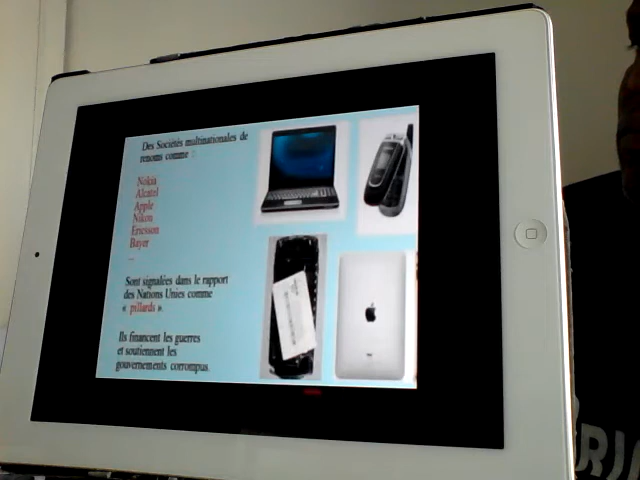 Des Sociétés multinationales de
renoms comme :
Nokia
Alcatel
Apple
Nikon
Ericsson
Bayer
...
Sont signalées dans le rapport
des Nations Unies comme
« pillards ».
Ils financent les guerres
et soutiennent les
gouvernements corrompus.